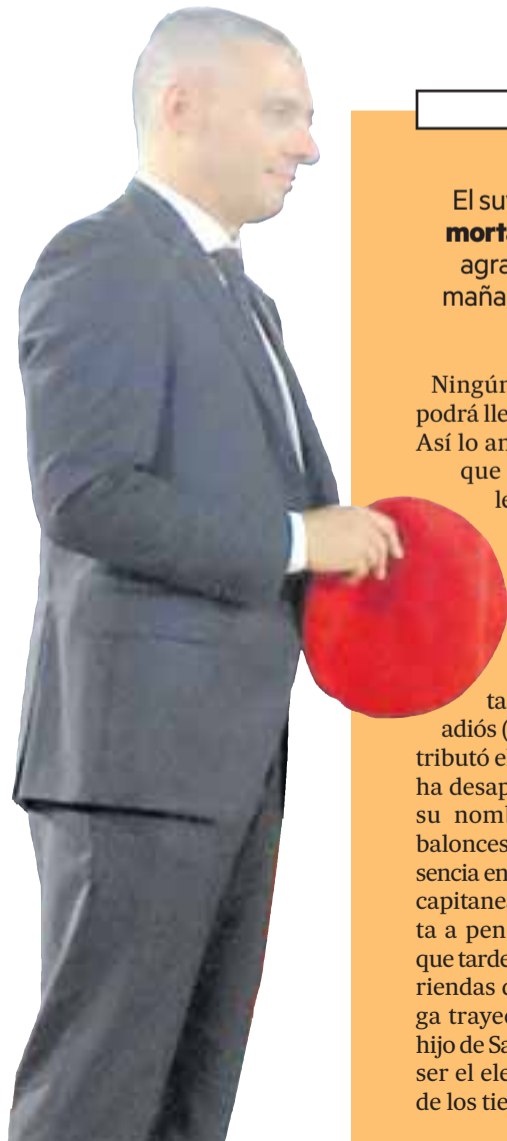 El su
morta
agra
maña
Ningún
podrá lle
Así lo an
que
le
ta
adiós (
tributó e
ha desap
su nomb
balonces
sencia en
capitane
ta a pen
que tarde
riendas d
ga trayec
hijo de Sa
ser el ele
de los tie